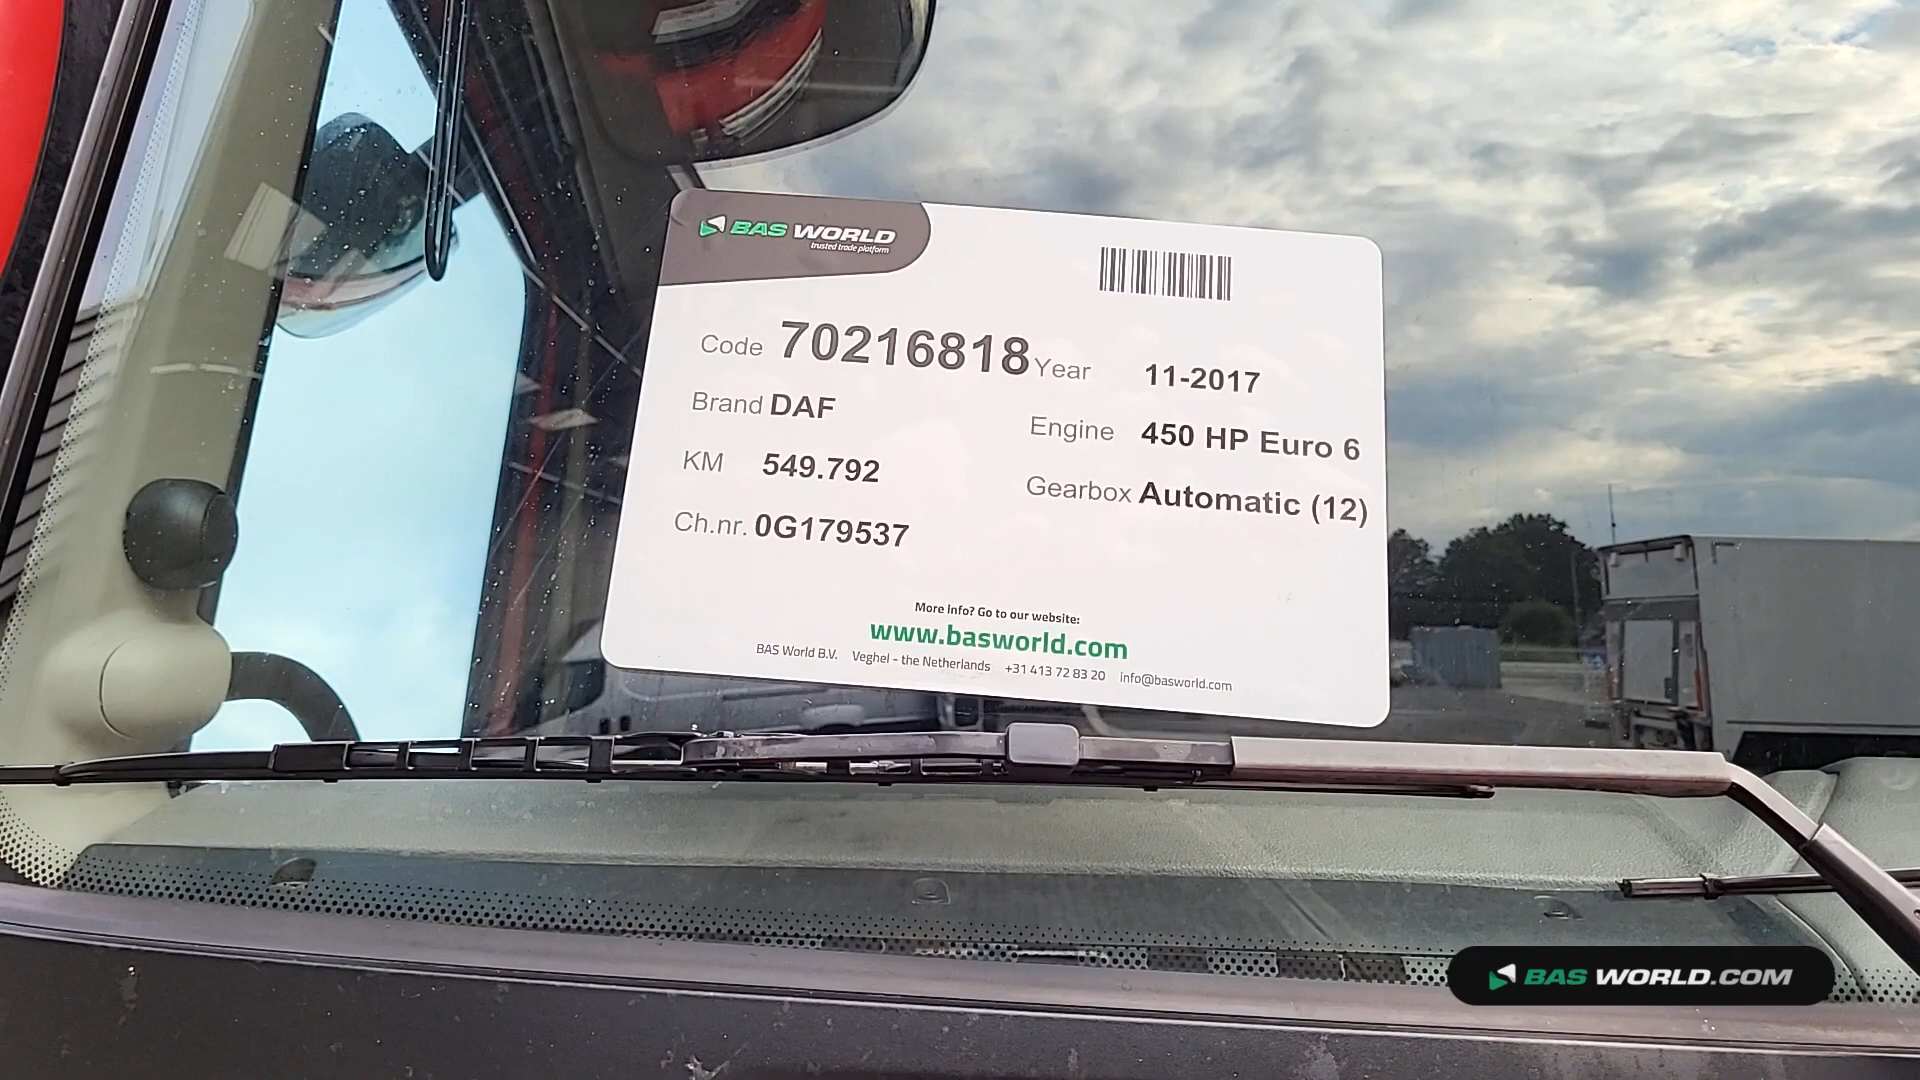 BAS WORLD
trusted trade platform
Code 70216818 Year 11-2017
Brand DAF
Engine 450 HP Euro 6
KM 549.792
Gearbox Automatic (12)
Ch.nr. 0G179537
More info? Go to our website:
www.basworld.com
BAS World B.V. Veghel - the Netherlands +31 413 72 83 20 info@basworld.com
BAS WORLD.COM